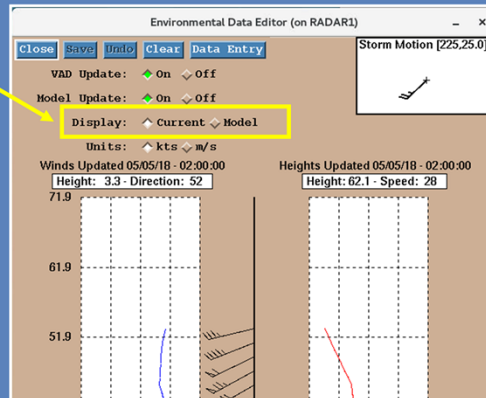 Environmental Data Editor (on RADAR1)
Close Save Undo Clear Data Entry
Storm Motion [225,25.0]
VAD Update: On Off
Model Update: On Off
Display: Current Model
Units: kts m/s
Winds Updated 05/05/18 - 02:00:00
Heights Updated 05/05/18 - 02:00:00
Height: 3.3 - Direction: 52
Height: 62.1 - Speed: 28
71.9
61.9
51.9